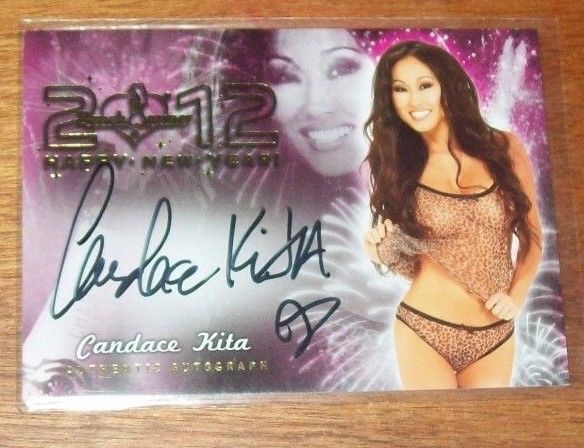 2012
HAPPY NEW YEAR!
Candace Kita
Candace Kita
AUTHENTIC AUTOGRAPH